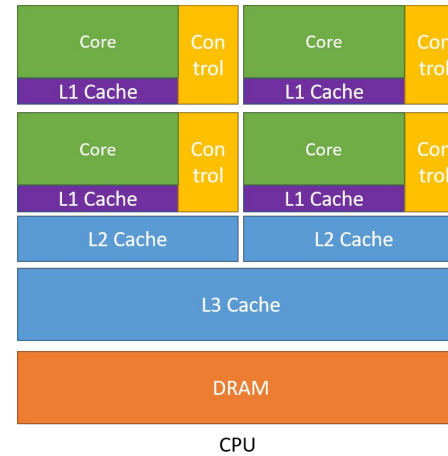 Core
Con
trol
Core
Con
trol
L1 Cache
L1 Cache
Core
Con
trol
Core
Con
trol
L1 Cache
L1 Cache
L2 Cache
L2 Cache
L3 Cache
DRAM
CPU